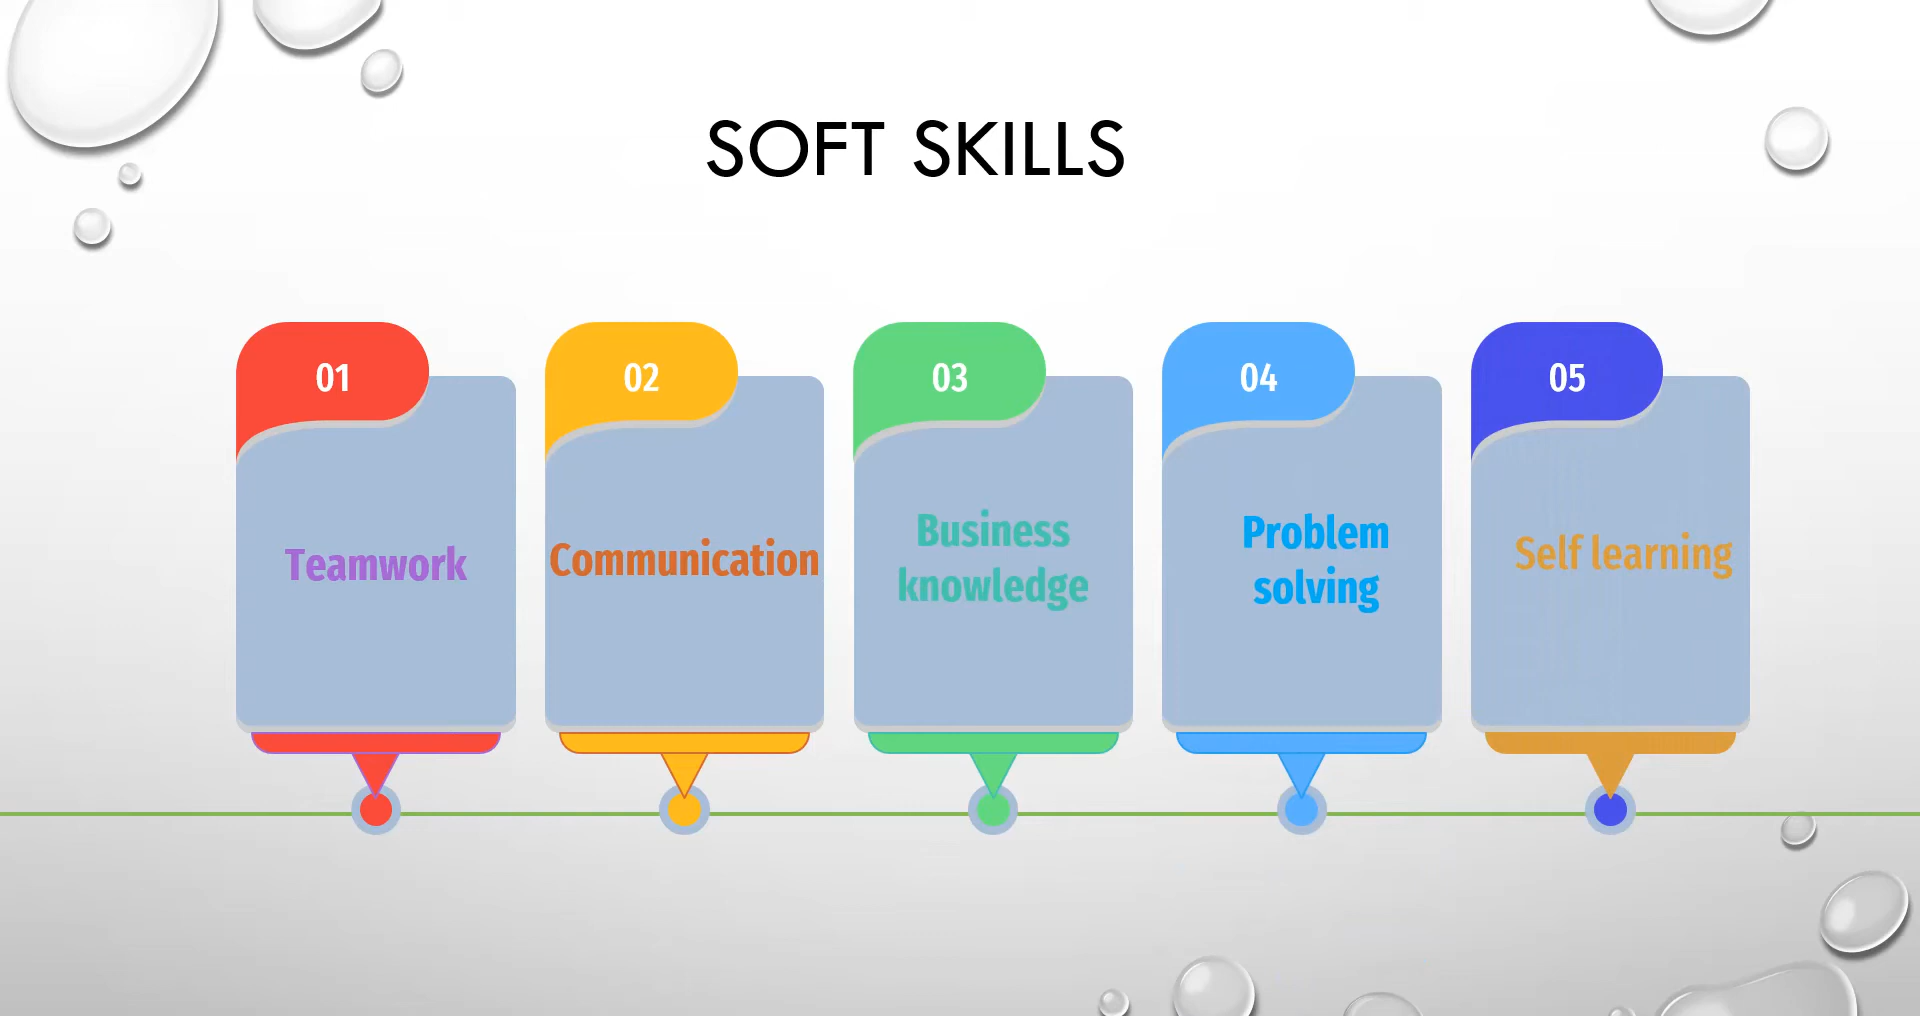 SOFT SKILLS
01
Teamwork
02
Communication
03
Business
knowledge
04
Problem
solving
05
Self learning